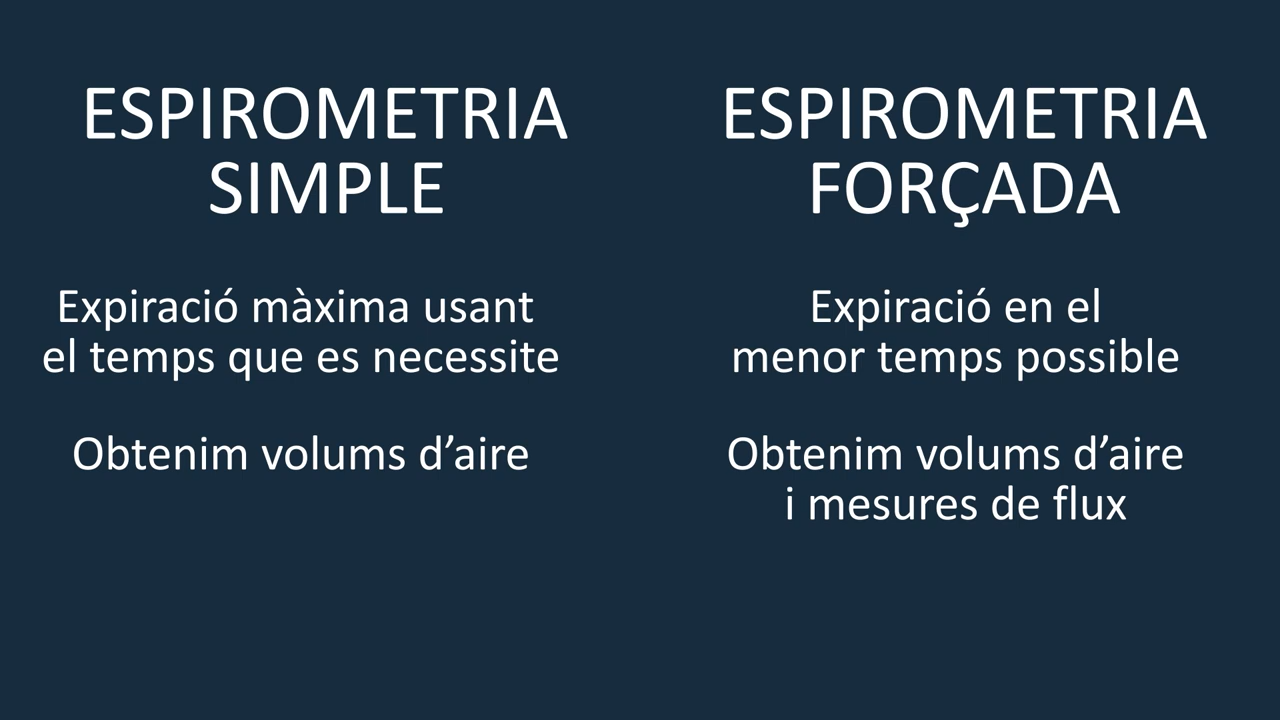 ESPIROMETRIA
SIMPLE
Expiració màxima usant
el temps que es necessite
Obtenim volums d’aire
ESPIROMETRIA
FORÇADA
Expiració en el
menor temps possible
Obtenim volums d’aire
i mesures de flux